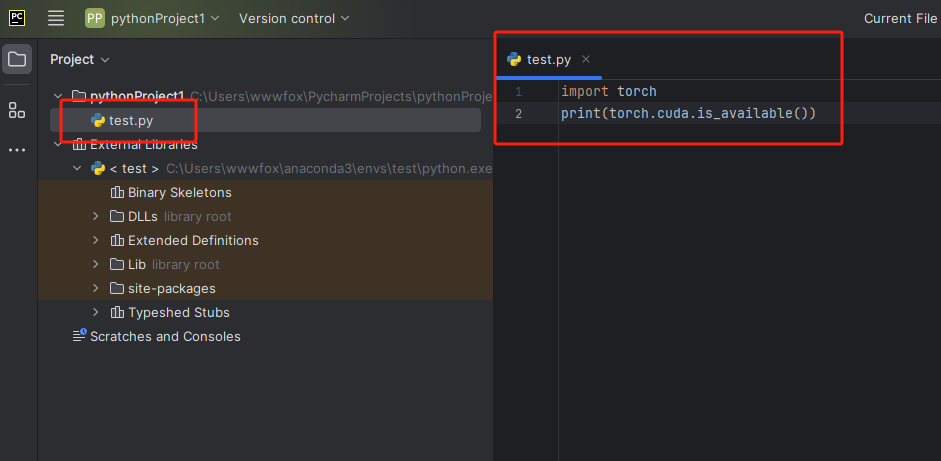 PC
PP pythonProject1 Version control Current File
Project
pythonProject1 C:\Users\wwwfox\PycharmProjects\pythonProje
test.py
External Libraries
< test > C:\Users\wwwfox\anaconda3\envs\test\python.exe
Binary Skeletons
DLLs library root
Extended Definitions
Lib library root
site-packages
Typeshed Stubs
Scratches and Consoles
test.py
1 import torch
2 print(torch.cuda.is_available())